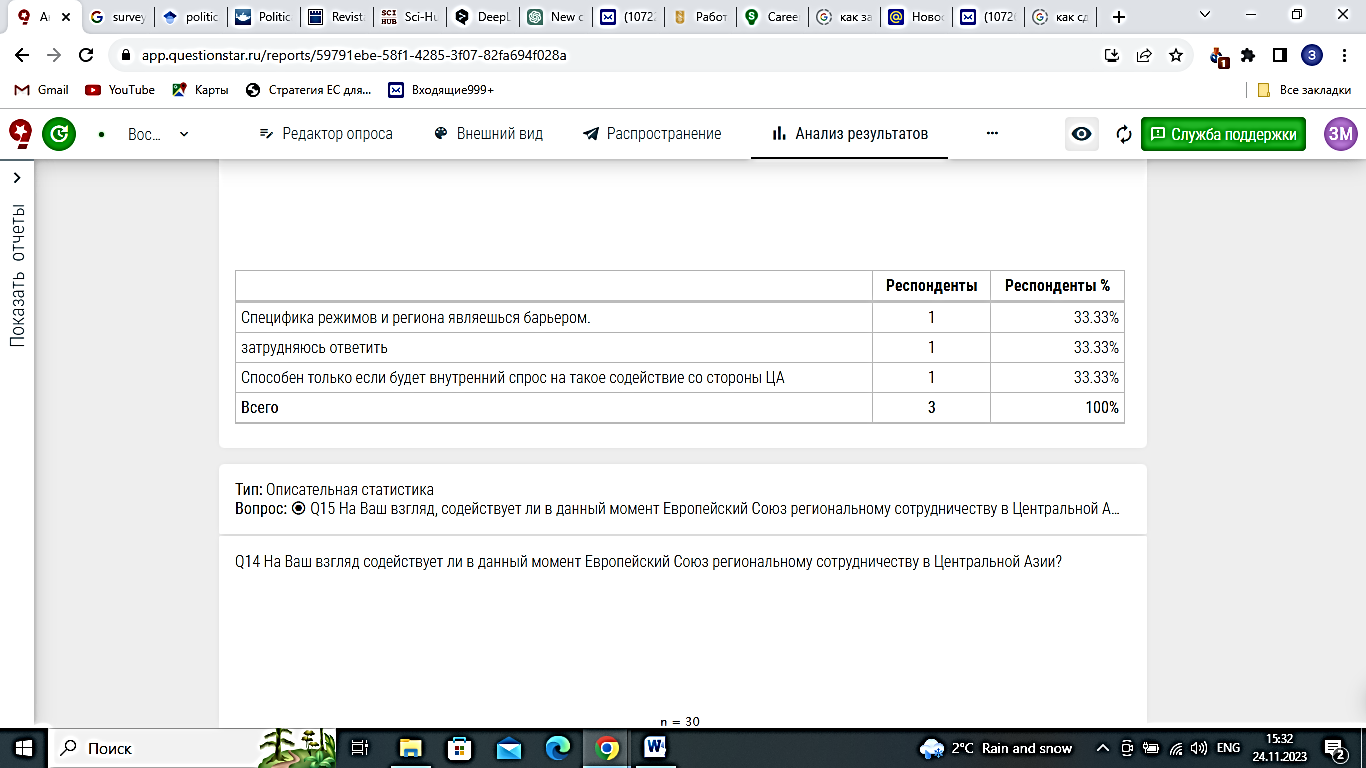 Ar
survey
politic
Politic
Revist
Sci-Hu
DeepL
New c
(1072
Работ
Caree
как за
Новос
(1072
как сд
app.questionstar.ru/reports/59791ebe-58f1-4285-3f07-82fa694f028a
1
З
Gmail
YouTube
Карты
Стратегия ЕС для...
Входящие999+
Все закладки
Вос...
Редактор опроса
Внешний вид
Распространение
Анализ результатов
Служба поддержки
ЗМ
Показать отчеты
Респонденты Респонденты %
Специфика режимов и региона являешься барьером. 1 33.33%
затрудняюсь ответить 1 33.33%
Способен только если будет внутренний спрос на такое содействие со стороны ЦА 1 33.33%
Всего 3 100%
Тип: Описательная статистика
Вопрос: Q15 На Ваш взгляд, содействует ли в данный момент Европейский Союз региональному сотрудничеству в Центральной А...
Q14 На Ваш взгляд содействует ли в данный момент Европейский Союз региональному сотрудничеству в Центральной Азии?
n = 30
Поиск
2°C Rain and snow
ENG
15:32
24.11.2023
2